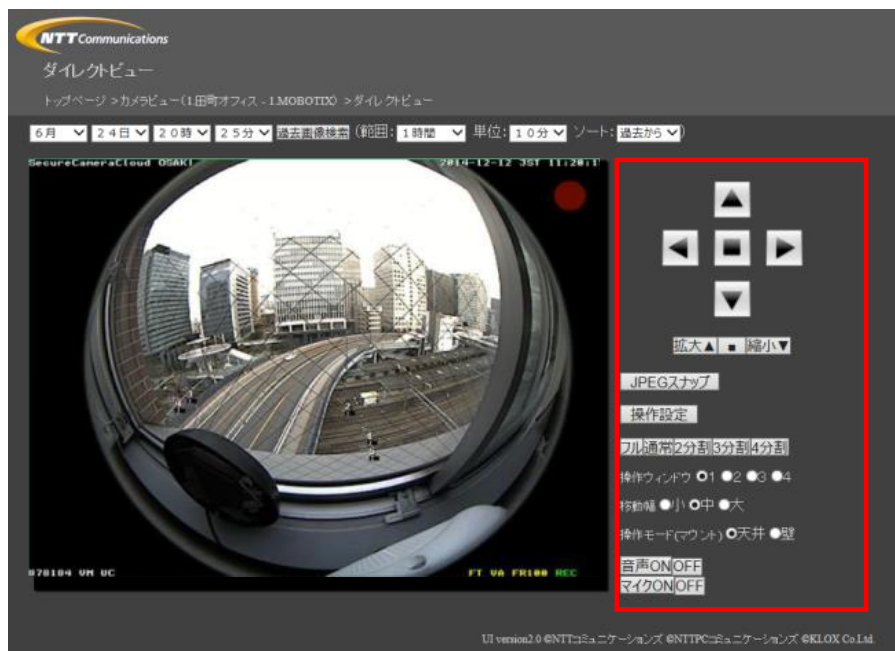 NTT Communications
ダイレクトビュー
トップページ >カメラビュー(1.田町オフィス - 1.MOBOTIX) >ダイレクトビュー
6月 24日 20時 25分 過去画像検索 (範囲: 1時間 単位: 10分 ソート: 過去から)
SecureCameraCloud OSAKI 2014-12-12 JST 11:20:1
拡大▲ ■ 縮小▼
JPEGスナップ
操作設定
フル 通常 2分割 3分割 4分割
操作ウィンドウ 1 2 3 4
移動幅 小 中 大
操作モード(マウント) 天井 壁
音声ON OFF
マイクON OFF
078104 VM UC FT VA FR100 REC
UI version2.0 ©NTTコミュニケーションズ ©NTTPCコミュニケーションズ ©KLOX Co.Ltd.